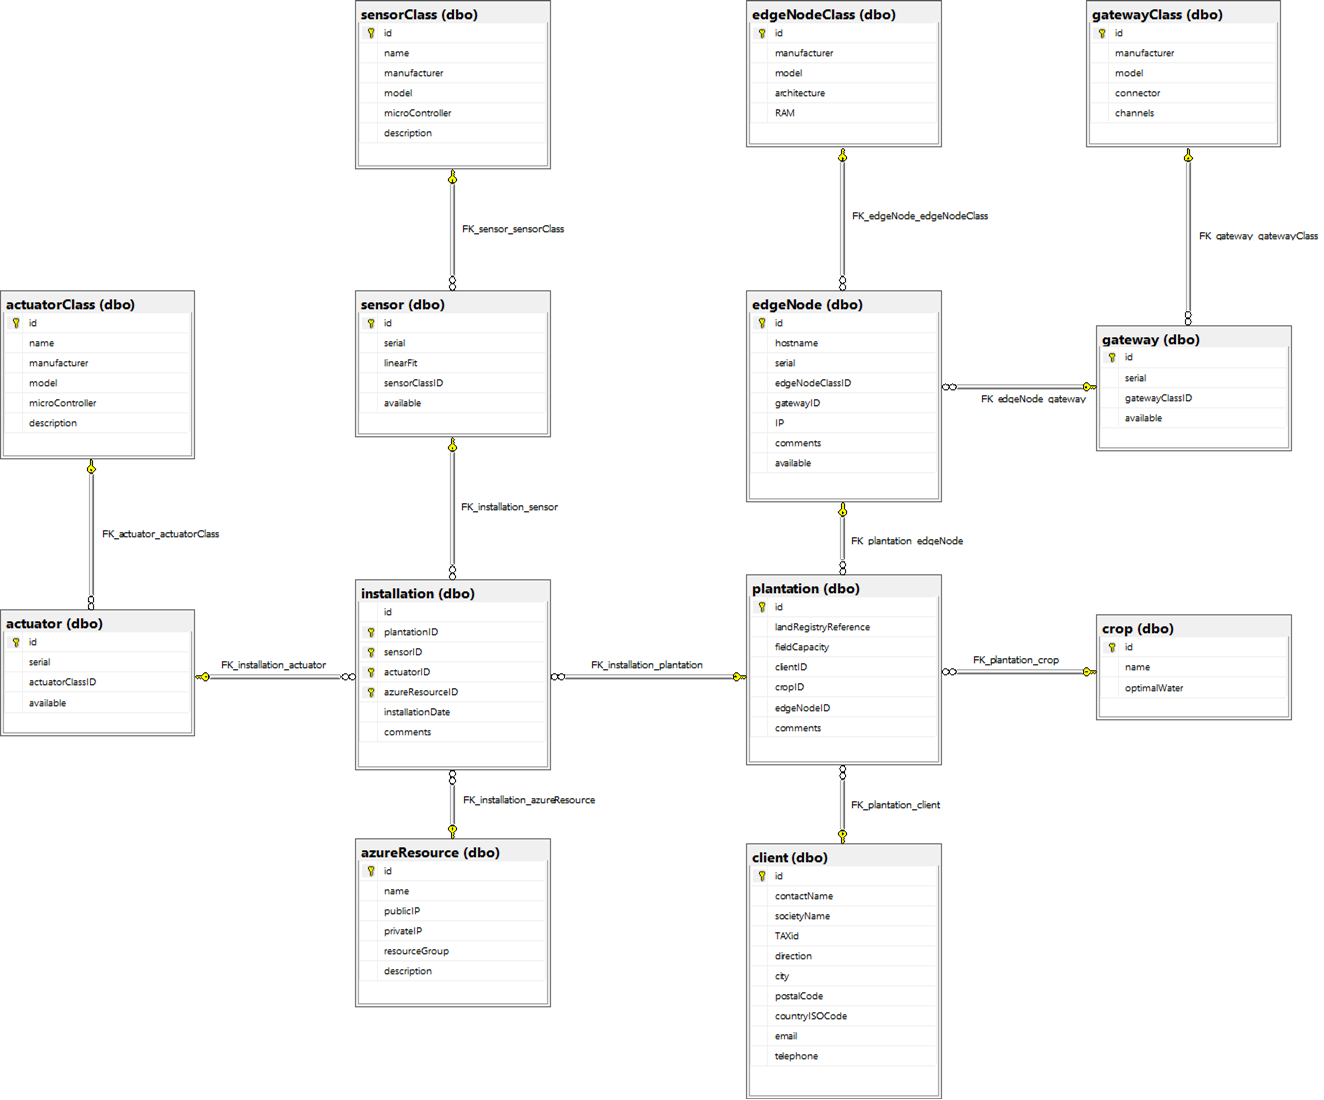 sensorClass (dbo)
id
name
manufacturer
model
microController
description
edgeNodeClass (dbo)
id
manufacturer
model
architecture
RAM
gatewayClass (dbo)
id
manufacturer
model
connector
channels
FK_sensor_sensorClass
FK_edgeNode_edgeNodeClass
FK_gateway_gatewayClass
actuatorClass (dbo)
id
name
manufacturer
model
microController
description
sensor (dbo)
id
serial
linearFit
sensorClassID
available
edgeNode (dbo)
id
hostname
serial
edgeNodeClassID
gatewayID
IP
comments
available
gateway (dbo)
id
serial
gatewayClassID
available
FK_edgeNode_gateway
FK_actuator_actuatorClass
FK_installation_sensor
FK_plantation_edgeNode
actuator (dbo)
id
serial
actuatorClassID
available
FK_installation_actuator
installation (dbo)
id
plantationID
sensorID
actuatorID
azureResourceID
installationDate
comments
FK_installation_plantation
plantation (dbo)
id
landRegistryReference
fieldCapacity
clientID
cropID
edgeNodeID
comments
FK_plantation_crop
crop (dbo)
id
name
optimalWater
FK_installation_azureResource
FK_plantation_client
azureResource (dbo)
id
name
publicIP
privateIP
resourceGroup
description
client (dbo)
id
contactName
societyName
TAXid
direction
city
postalCode
countryISOCode
email
telephone